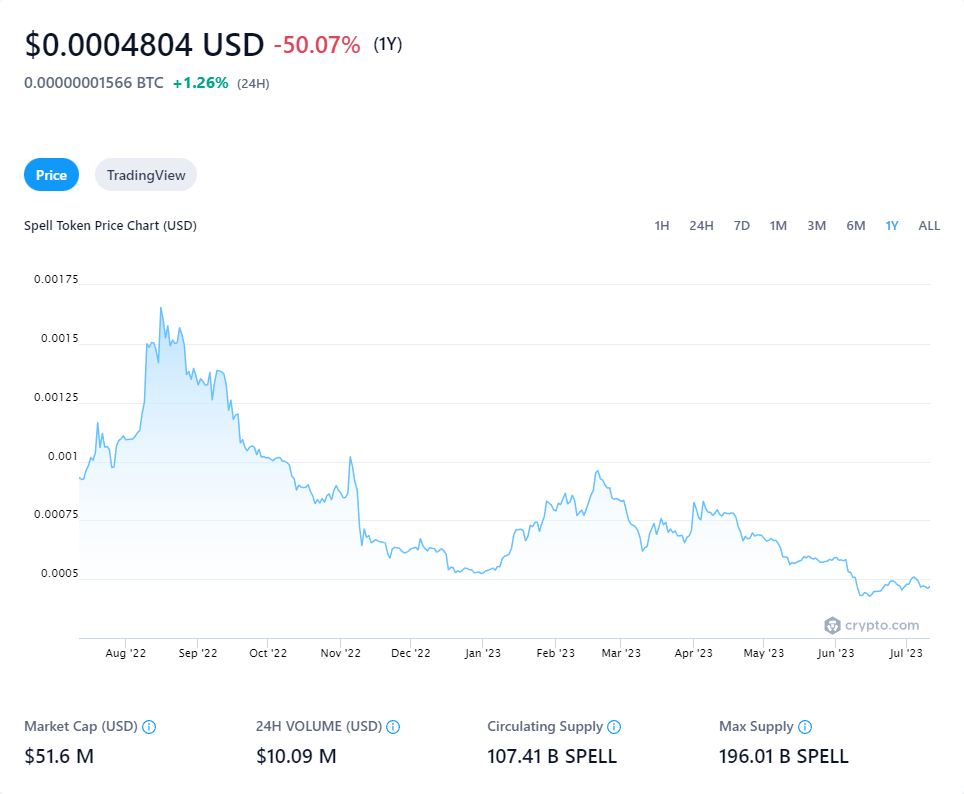 $0.0004804 USD -50.07% (1Y)
0.00000001566 BTC +1.26% (24H)
Price TradingView
Spell Token Price Chart (USD) 1H 24H 7D 1M 3M 6M 1Y ALL
0.00175
0.0015
0.00125
0.001
0.00075
0.0005
crypto.com
Aug '22 Sep '22 Oct '22 Nov '22 Dec '22 Jan '23 Feb '23 Mar '23 Apr '23 May '23 Jun '23 Jul '23
Market Cap (USD) 24H VOLUME (USD) Circulating Supply Max Supply
$51.6 M $10.09 M 107.41 B SPELL 196.01 B SPELL